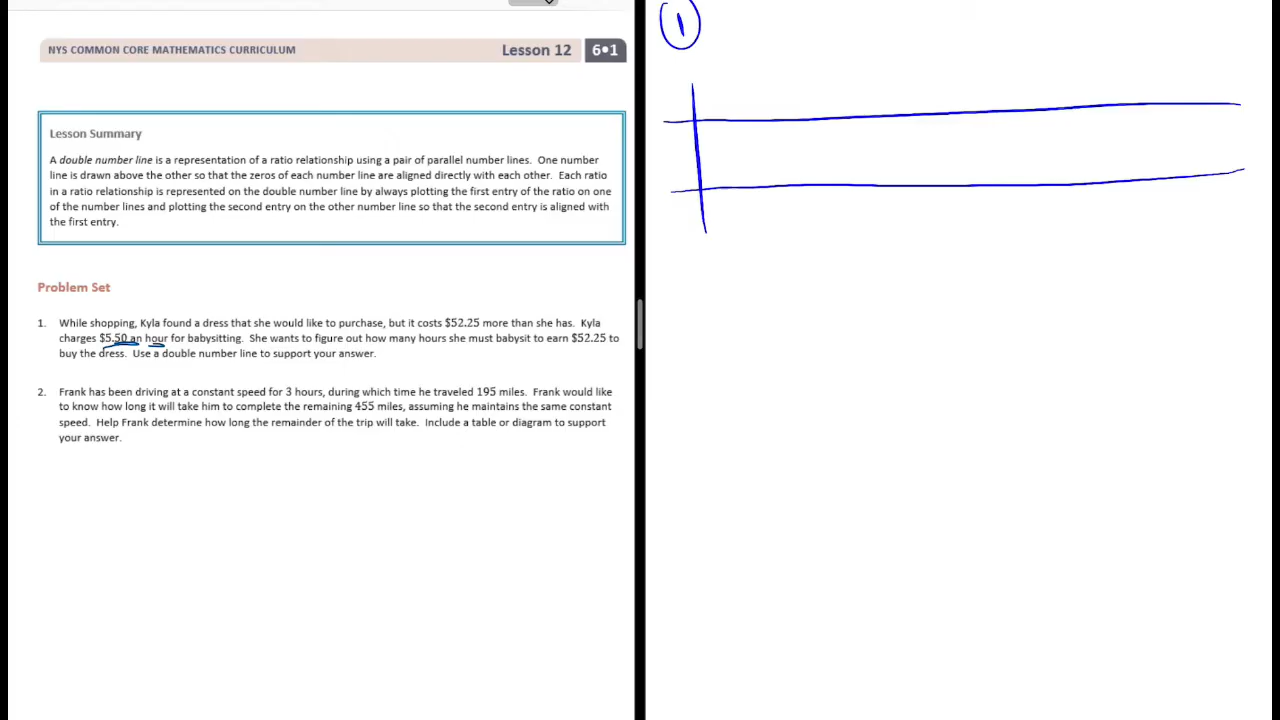 NYS COMMON CORE MATHEMATICS CURRICULUM
Lesson 12
6•1
Lesson Summary
A double number line is a representation of a ratio relationship using a pair of parallel number lines. One number
line is drawn above the other so that the zeros of each number line are aligned directly with each other. Each ratio
in a ratio relationship is represented on the double number line by always plotting the first entry of the ratio on one
of the number lines and plotting the second entry on the other number line so that the second entry is aligned with
the first entry.
Problem Set
1. While shopping, Kyla found a dress that she would like to purchase, but it costs $52.25 more than she has. Kyla
charges $5.50 an hour for babysitting. She wants to figure out how many hours she must babysit to earn $52.25 to
buy the dress. Use a double number line to support your answer.
2. Frank has been driving at a constant speed for 3 hours, during which time he traveled 195 miles. Frank would like
to know how long it will take him to complete the remaining 455 miles, assuming he maintains the same constant
speed. Help Frank determine how long the remainder of the trip will take. Include a table or diagram to support
your answer.
1